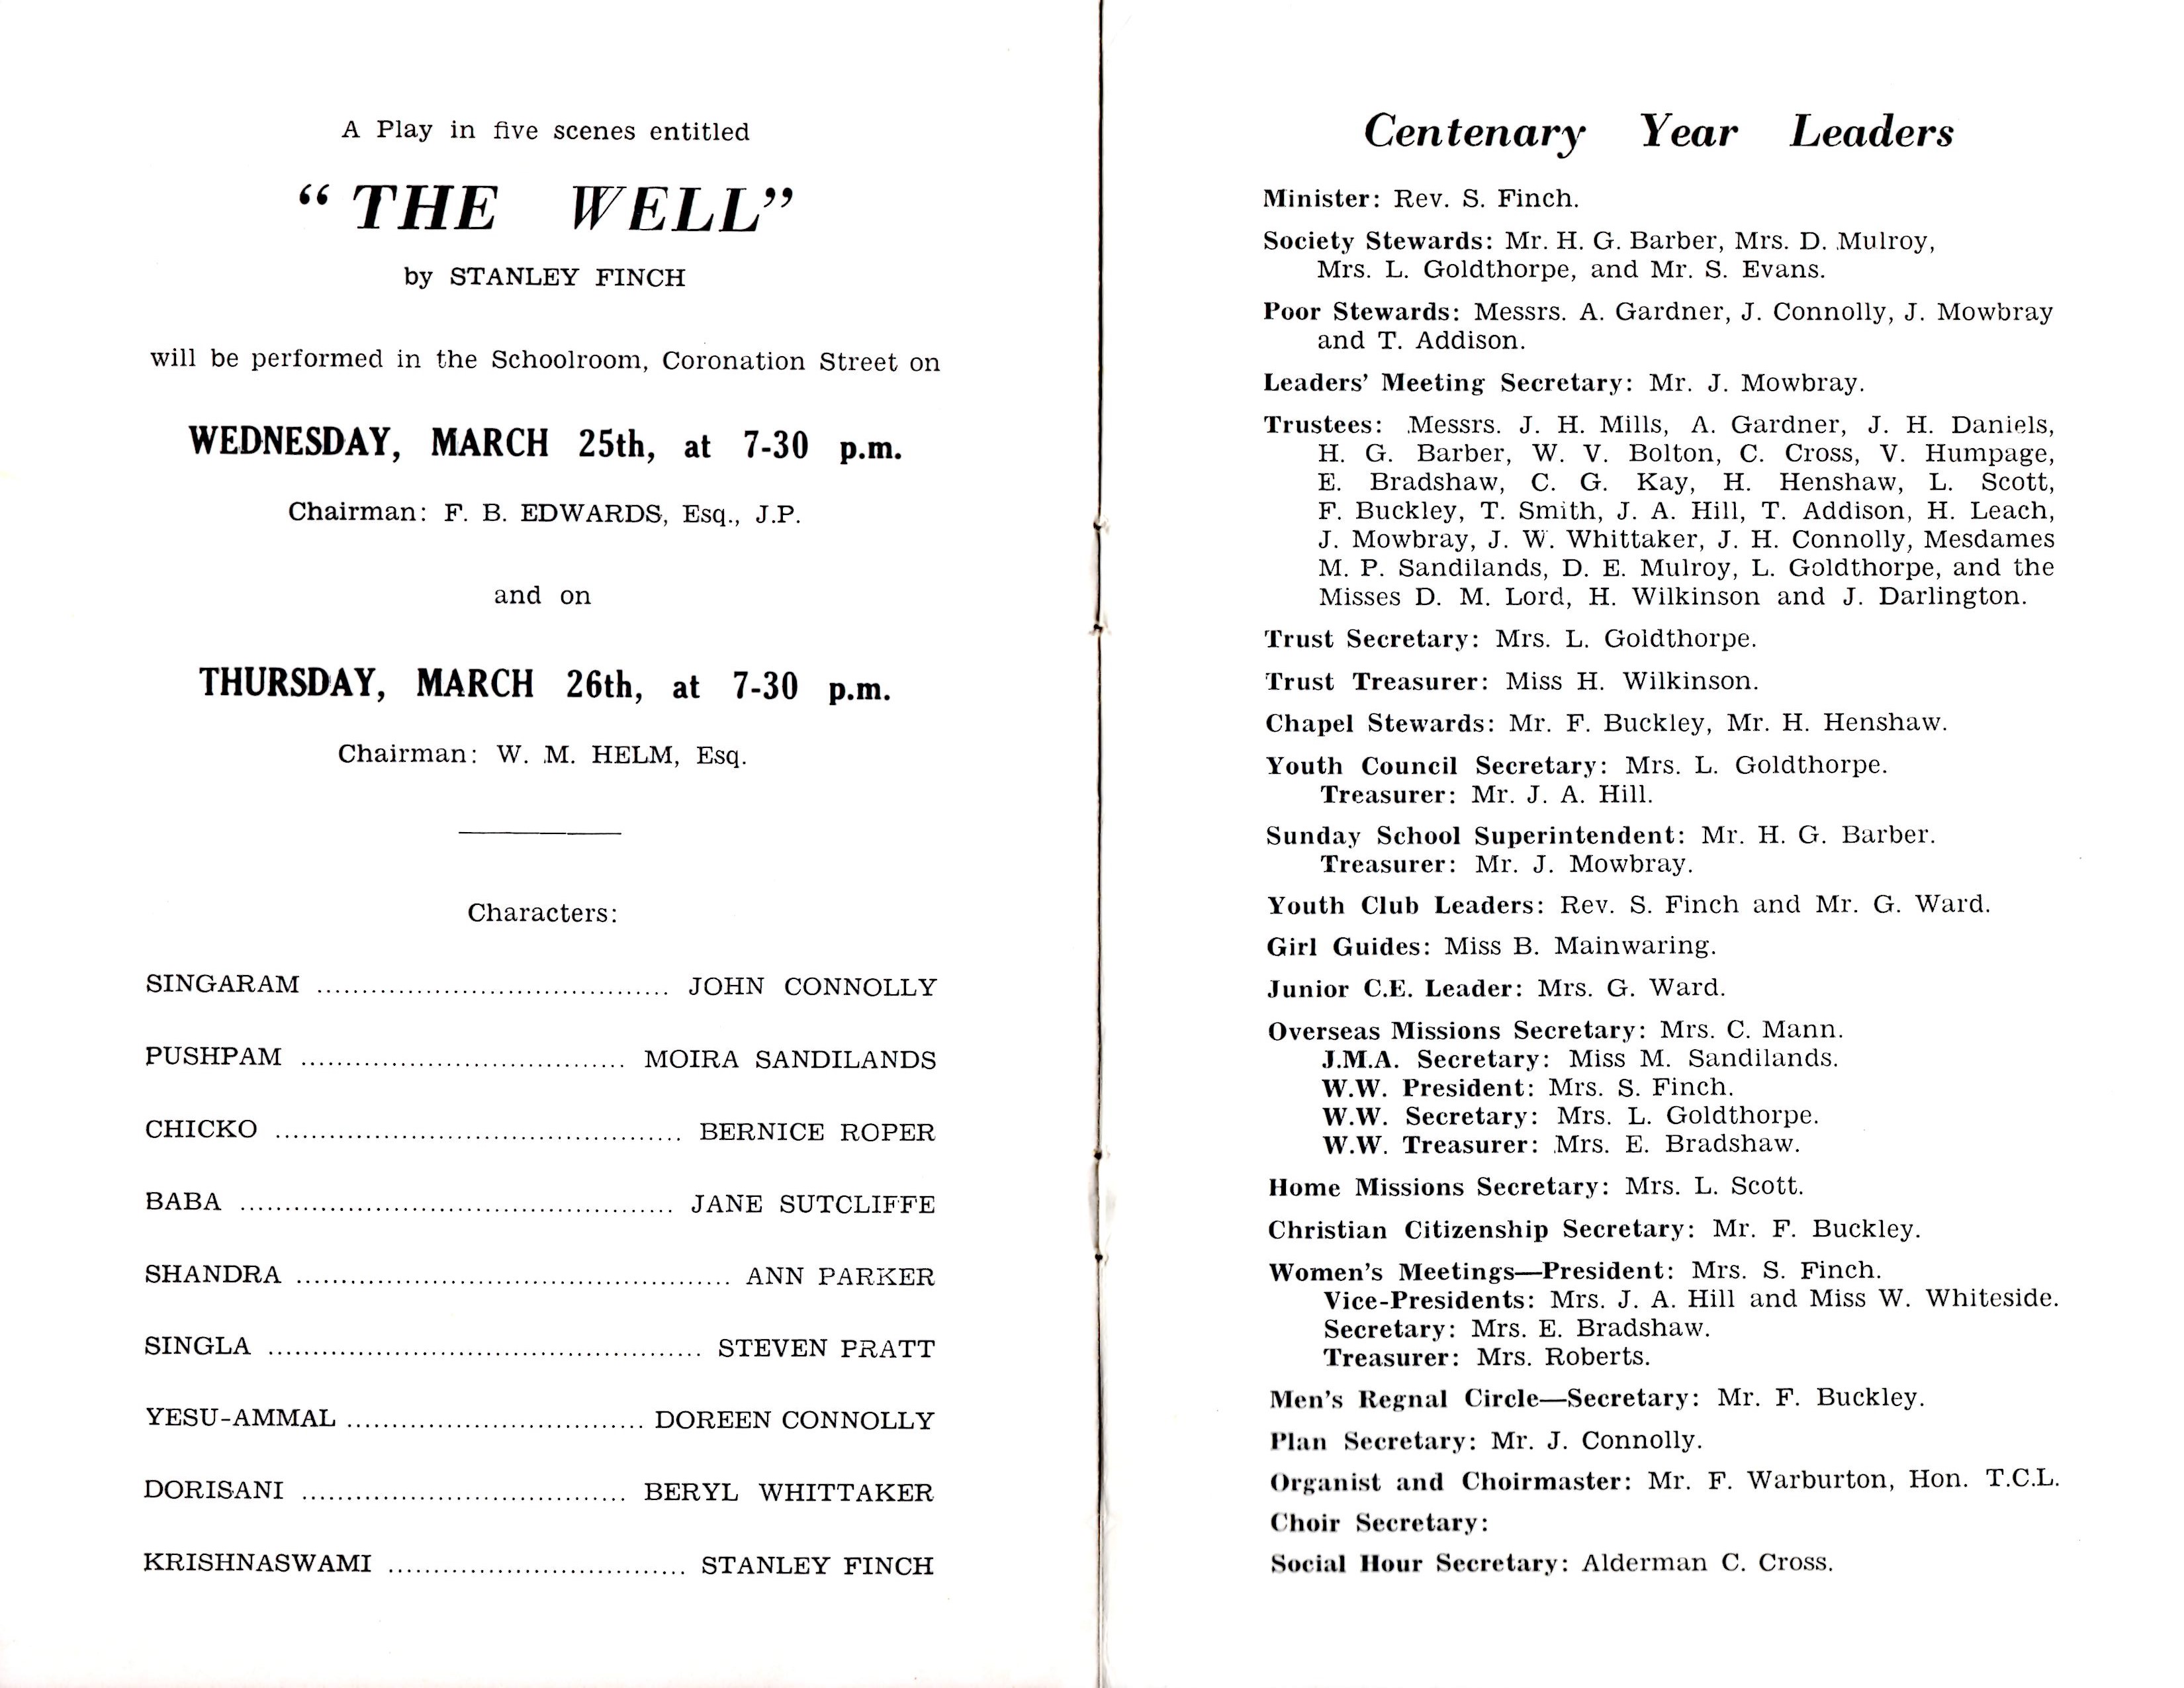 A Play in five scenes entitled
“THE WELL”
by STANLEY FINCH
will be performed in the Schoolroom, Coronation Street on
WEDNESDAY, MARCH 25th, at 7-30 p.m.
Chairman: F. B. EDWARDS, Esq., J.P.
and on
THURSDAY, MARCH 26th, at 7-30 p.m.
Chairman: W. M. HELM, Esq.
Characters:
SINGARAM ........................................ JOHN CONNOLLY
PUSHPAM .................................... MOIRA SANDILANDS
CHICKO ............................................. BERNICE ROPER
BABA ................................................ JANE SUTCLIFFE
SHANDRA ................................................ ANN PARKER
SINGLA ................................................ STEVEN PRATT
YESU-AMMAL ................................. DOREEN CONNOLLY
DORISANI .................................... BERYL WHITTAKER
KRISHNASWAMI ................................. STANLEY FINCH
Centenary Year Leaders
Minister: Rev. S. Finch.
Society Stewards: Mr. H. G. Barber, Mrs. D. Mulroy,
Mrs. L. Goldthorpe, and Mr. S. Evans.
Poor Stewards: Messrs. A. Gardner, J. Connolly, J. Mowbray
and T. Addison.
Leaders’ Meeting Secretary: Mr. J. Mowbray.
Trustees: Messrs. J. H. Mills, A. Gardner, J. H. Daniels,
H. G. Barber, W. V. Bolton, C. Cross, V. Humpage,
E. Bradshaw, C. G. Kay, H. Henshaw, L. Scott,
F. Buckley, T. Smith, J. A. Hill, T. Addison, H. Leach,
J. Mowbray, J. W. Whittaker, J. H. Connolly, Mesdames
M. P. Sandilands, D. E. Mulroy, L. Goldthorpe, and the
Misses D. M. Lord, H. Wilkinson and J. Darlington.
Trust Secretary: Mrs. L. Goldthorpe.
Trust Treasurer: Miss H. Wilkinson.
Chapel Stewards: Mr. F. Buckley, Mr. H. Henshaw.
Youth Council Secretary: Mrs. L. Goldthorpe.
Treasurer: Mr. J. A. Hill.
Sunday School Superintendent: Mr. H. G. Barber.
Treasurer: Mr. J. Mowbray.
Youth Club Leaders: Rev. S. Finch and Mr. G. Ward.
Girl Guides: Miss B. Mainwaring.
Junior C.E. Leader: Mrs. G. Ward.
Overseas Missions Secretary: Mrs. C. Mann.
J.M.A. Secretary: Miss M. Sandilands.
W.W. President: Mrs. S. Finch.
W.W. Secretary: Mrs. L. Goldthorpe.
W.W. Treasurer: Mrs. E. Bradshaw.
Home Missions Secretary: Mrs. L. Scott.
Christian Citizenship Secretary: Mr. F. Buckley.
Women’s Meetings—President: Mrs. S. Finch.
Vice-Presidents: Mrs. J. A. Hill and Miss W. Whiteside.
Secretary: Mrs. E. Bradshaw.
Treasurer: Mrs. Roberts.
Men’s Regnal Circle—Secretary: Mr. F. Buckley.
Plan Secretary: Mr. J. Connolly.
Organist and Choirmaster: Mr. F. Warburton, Hon. T.C.L.
Choir Secretary:
Social Hour Secretary: Alderman C. Cross.